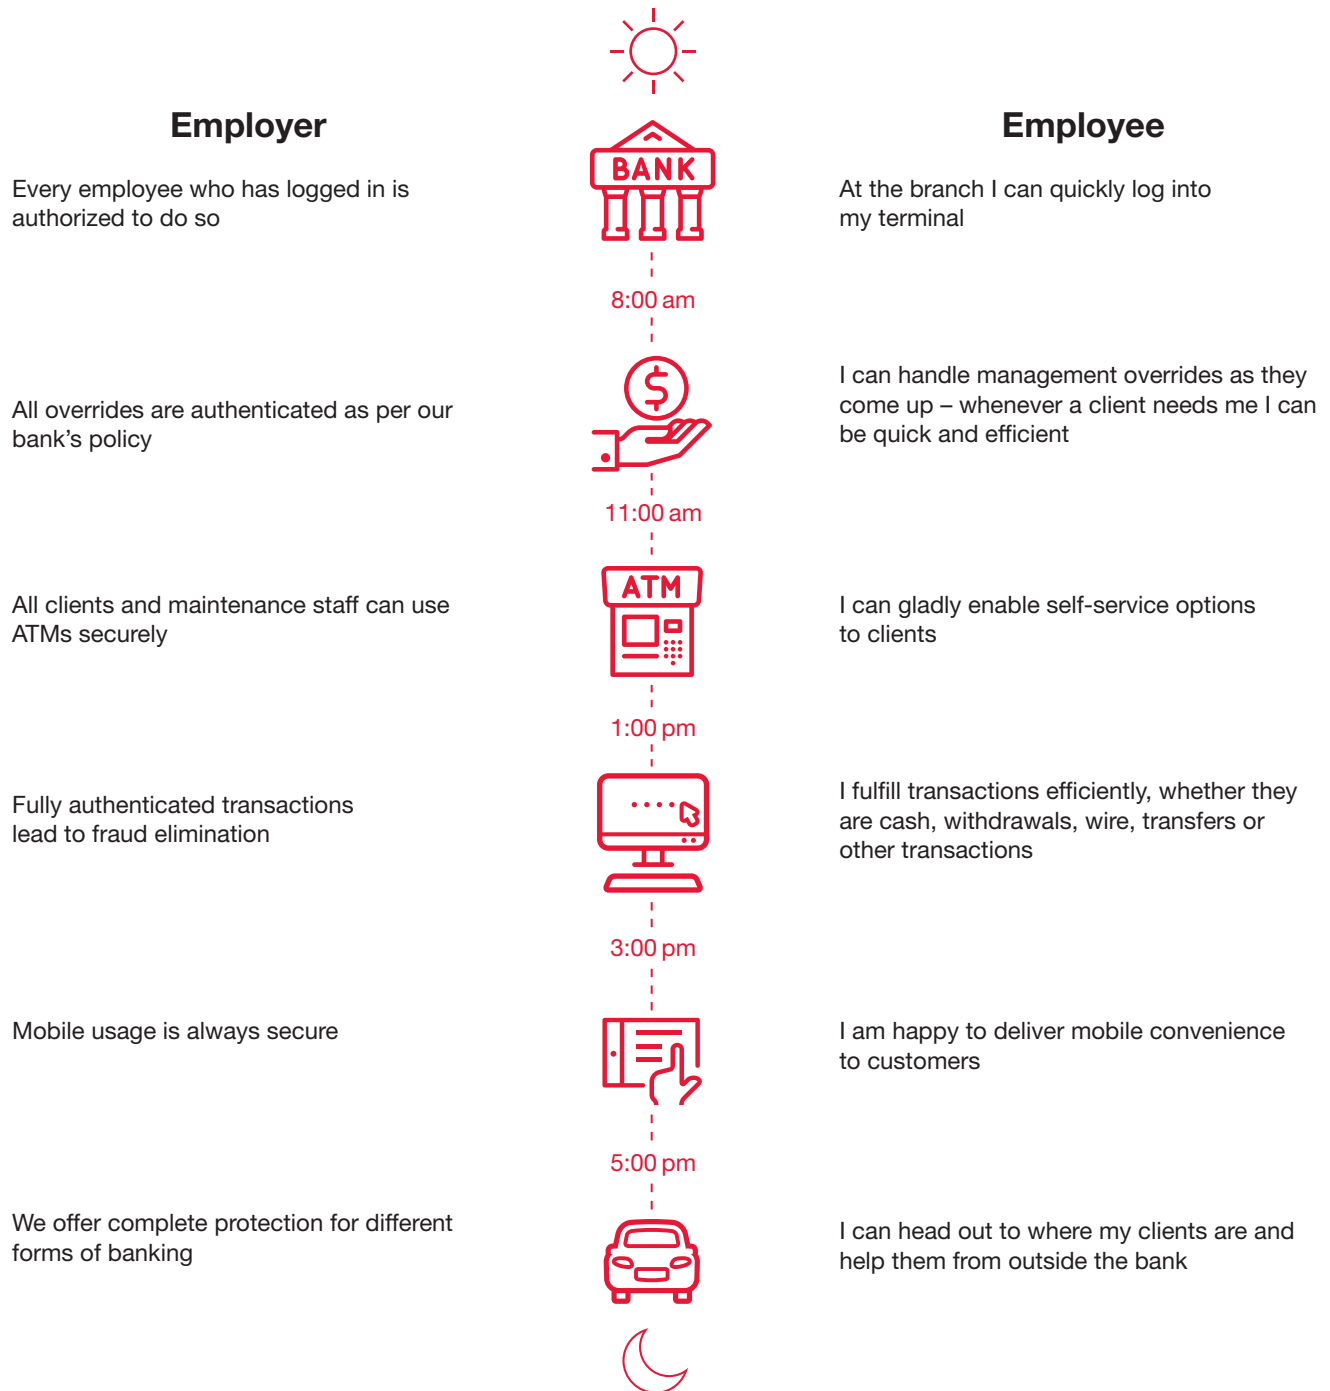 Employer
Employee
BANK
Every employee who has logged in is
authorized to do so
At the branch I can quickly log into
my terminal
8:00 am
All overrides are authenticated as per our
bank’s policy
$
I can handle management overrides as they
come up – whenever a client needs me I can
be quick and efficient
11:00 am
ATM
All clients and maintenance staff can use
ATMs securely
I can gladly enable self-service options
to clients
1:00 pm
Fully authenticated transactions
lead to fraud elimination
I fulfill transactions efficiently, whether they
are cash, withdrawals, wire, transfers or
other transactions
3:00 pm
Mobile usage is always secure
I am happy to deliver mobile convenience
to customers
5:00 pm
We offer complete protection for different
forms of banking
I can head out to where my clients are and
help them from outside the bank